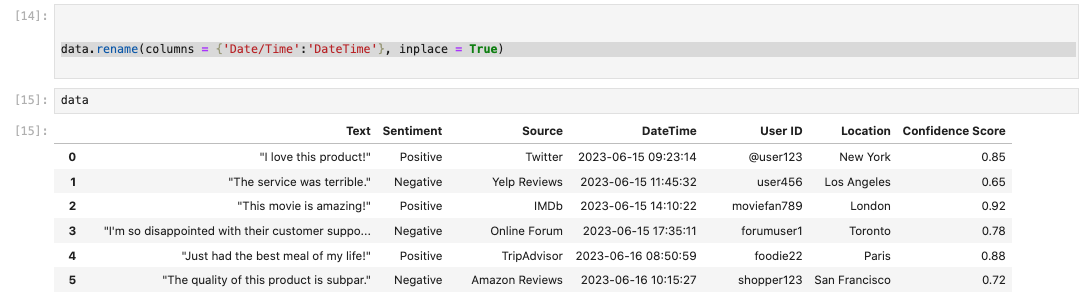 [14]:
data.rename(columns = {'Date/Time':'DateTime'}, inplace = True)
[15]: data
[15]: Text Sentiment Source DateTime User ID Location Confidence Score
0 "I love this product!" Positive Twitter 2023-06-15 09:23:14 @user123 New York 0.85
1 "The service was terrible." Negative Yelp Reviews 2023-06-15 11:45:32 user456 Los Angeles 0.65
2 "This movie is amazing!" Positive IMDb 2023-06-15 14:10:22 moviefan789 London 0.92
3 "I'm so disappointed with their customer suppo... Negative Online Forum 2023-06-15 17:35:11 forumuser1 Toronto 0.78
4 "Just had the best meal of my life!" Positive TripAdvisor 2023-06-16 08:50:59 foodie22 Paris 0.88
5 "The quality of this product is subpar." Negative Amazon Reviews 2023-06-16 10:15:27 shopper123 San Francisco 0.72